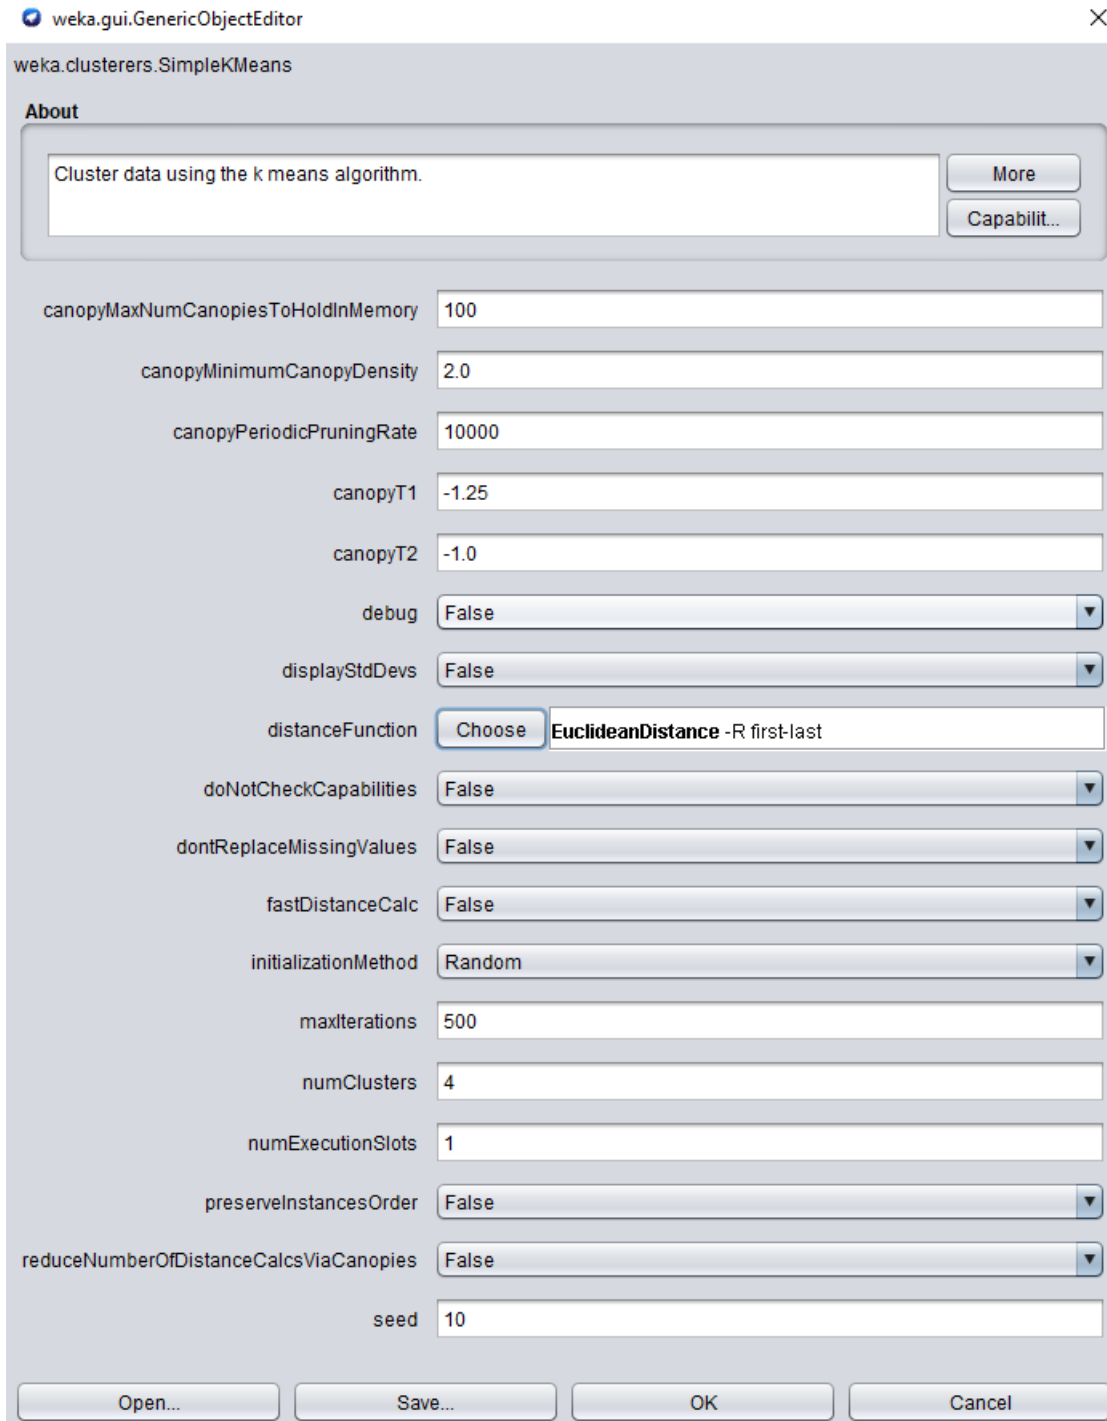 weka.gui.GenericObjectEditor
weka.clusterers.SimpleKMeans
About
Cluster data using the k means algorithm.
More
Capabilit...
canopyMaxNumCanopiesToHoldInMemory 100
canopyMinimumCanopyDensity 2.0
canopyPeriodicPruningRate 10000
canopyT1 -1.25
canopyT2 -1.0
debug False
displayStdDevs False
distanceFunction Choose EuclideanDistance -R first-last
doNotCheckCapabilities False
dontReplaceMissingValues False
fastDistanceCalc False
initializationMethod Random
maxIterations 500
numClusters 4
numExecutionSlots 1
preserveInstancesOrder False
reduceNumberOfDistanceCalcsViaCanopies False
seed 10
Open... Save... OK Cancel